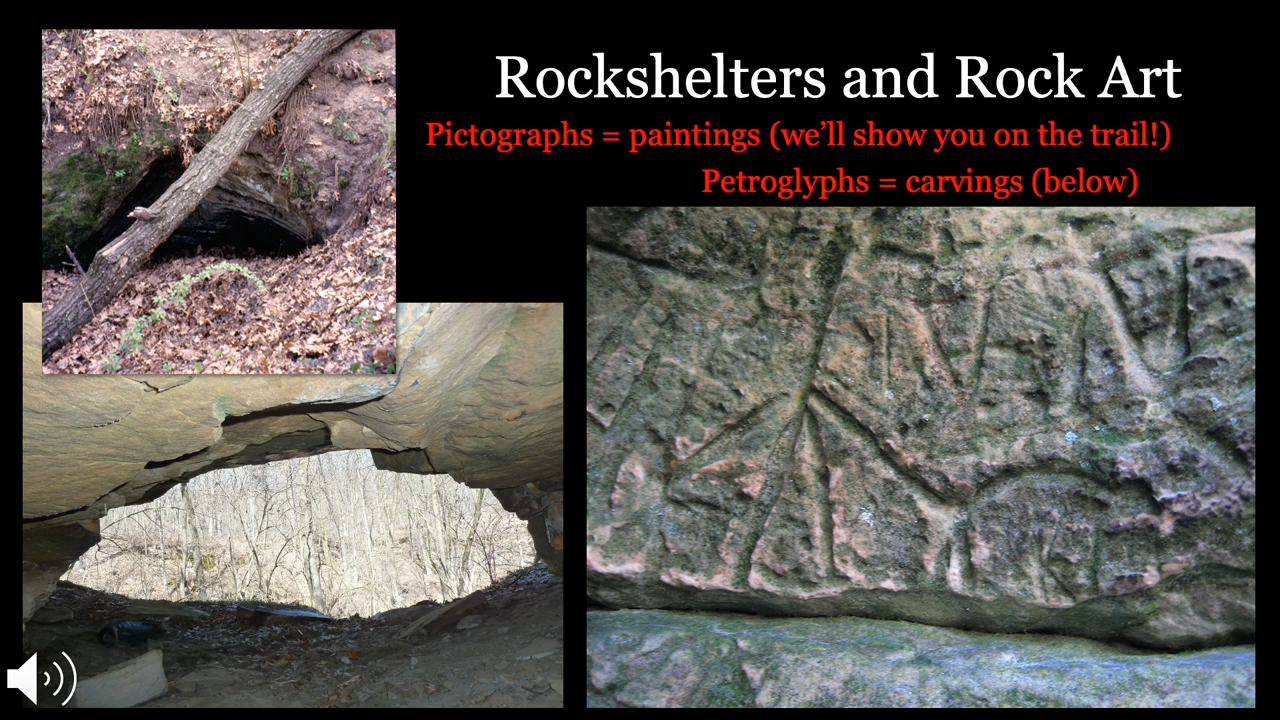 Rockshelters and Rock Art
Pictographs = paintings (we’ll show you on the trail!)
Petroglyphs = carvings (below)